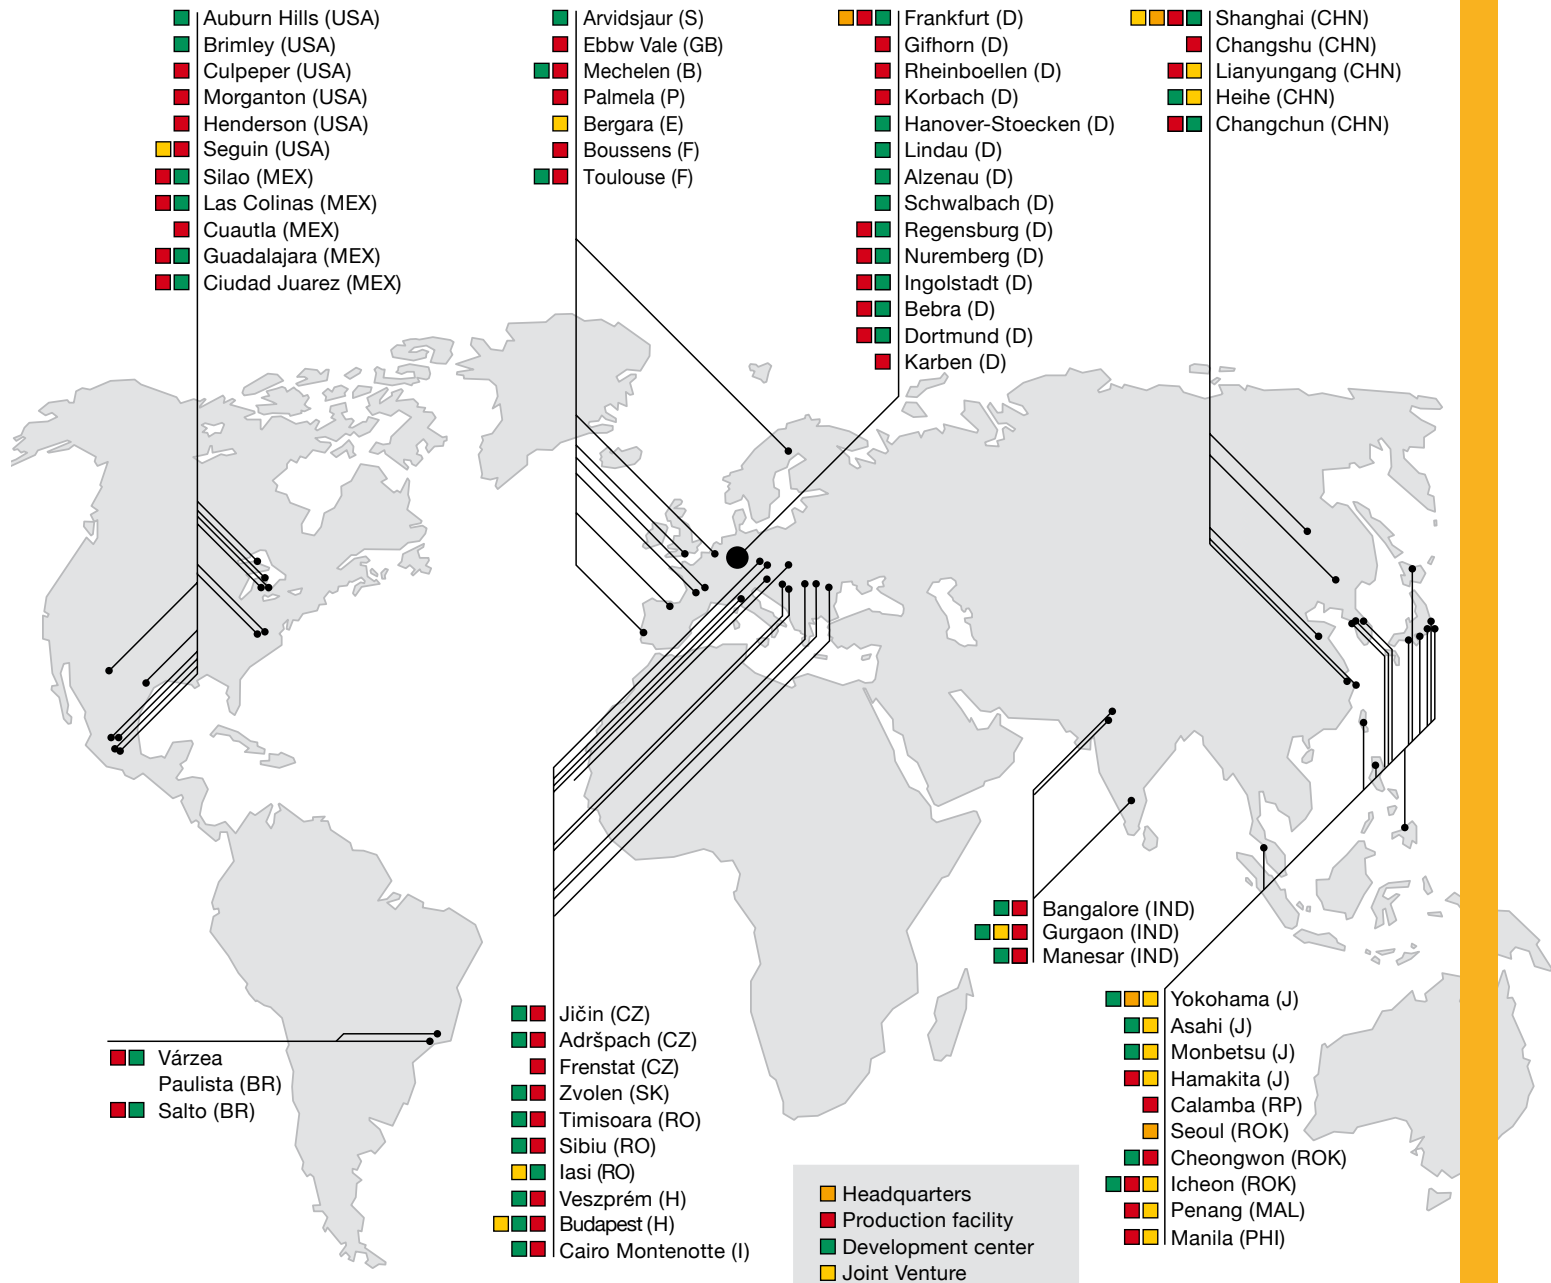 Auburn Hills (USA)
Brimley (USA)
Culpeper (USA)
Morganton (USA)
Henderson (USA)
Seguin (USA)
Silao (MEX)
Las Colinas (MEX)
Cuautla (MEX)
Guadalajara (MEX)
Ciudad Juarez (MEX)
Arvidsjaur (S)
Ebbw Vale (GB)
Mechelen (B)
Palmela (P)
Bergara (E)
Boussens (F)
Toulouse (F)
Frankfurt (D)
Gifhorn (D)
Rheinboellen (D)
Korbach (D)
Hanover-Stoecken (D)
Lindau (D)
Alzenau (D)
Schwalbach (D)
Regensburg (D)
Nuremberg (D)
Ingolstadt (D)
Bebra (D)
Dortmund (D)
Karben (D)
Shanghai (CHN)
Changshu (CHN)
Lianyungang (CHN)
Heihe (CHN)
Changchun (CHN)
Bangalore (IND)
Gurgaon (IND)
Manesar (IND)
Várzea
Paulista (BR)
Salto (BR)
Jičin (CZ)
Adršpach (CZ)
Frenstat (CZ)
Zvolen (SK)
Timisoara (RO)
Sibiu (RO)
Iasi (RO)
Veszprém (H)
Budapest (H)
Cairo Montenotte (I)
Yokohama (J)
Asahi (J)
Monbetsu (J)
Hamakita (J)
Calamba (RP)
Seoul (ROK)
Cheongwon (ROK)
Icheon (ROK)
Penang (MAL)
Manila (PHI)
Headquarters
Production facility
Development center
Joint Venture